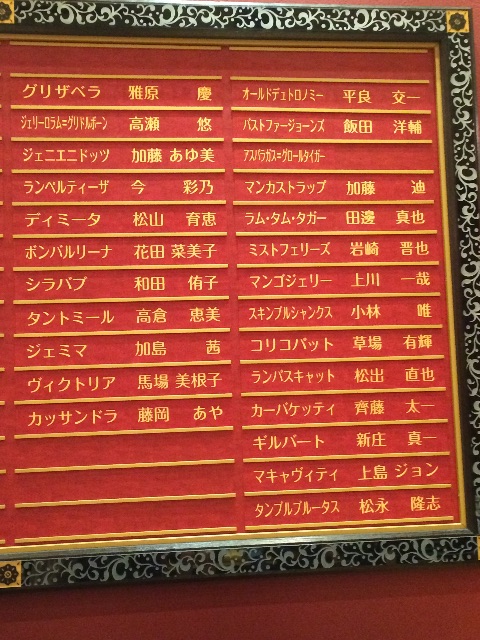 グリザベラ 雅原 慶
ジェリーロラム=グリドルボーン 高瀬 悠
ジェニエニドッツ 加藤 あゆ美
ランペルティーザ 今 彩乃
ディミータ 松山 育恵
ボンバルリーナ 花田 菜美子
シラバブ 和田 侑子
タントミール 高倉 恵美
ジェミマ 加島 茜
ヴィクトリア 馬場 美根子
カッサンドラ 藤岡 あや
オールドデュトロノミー 平良 交一
バストファージョーンズ 飯田 洋輔
アスパラガス=グロールタイガー
マンカストラップ 加藤 迪
ラム・タム・タガー 田邊 真也
ミストフェリーズ 岩崎 晋也
マンゴジェリー 上川 一哉
スキンブルシャンクス 小林 唯
コリコパット 草場 有輝
ランパスキャット 松出 直也
カーバケッティ 齊藤 太一
ギルバート 新庄 真一
マキャヴィティ 上島 ジョン
タンブルブルータス 松永 隆志